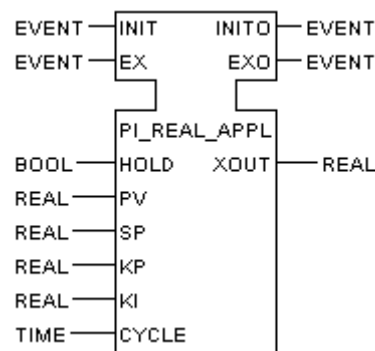 EVENT INIT INITO EVENT
EVENT EX EXO EVENT
PI_REAL_APPL
BOOL HOLD XOUT REAL
REAL PV
REAL SP
REAL KP
REAL KI
TIME CYCLE